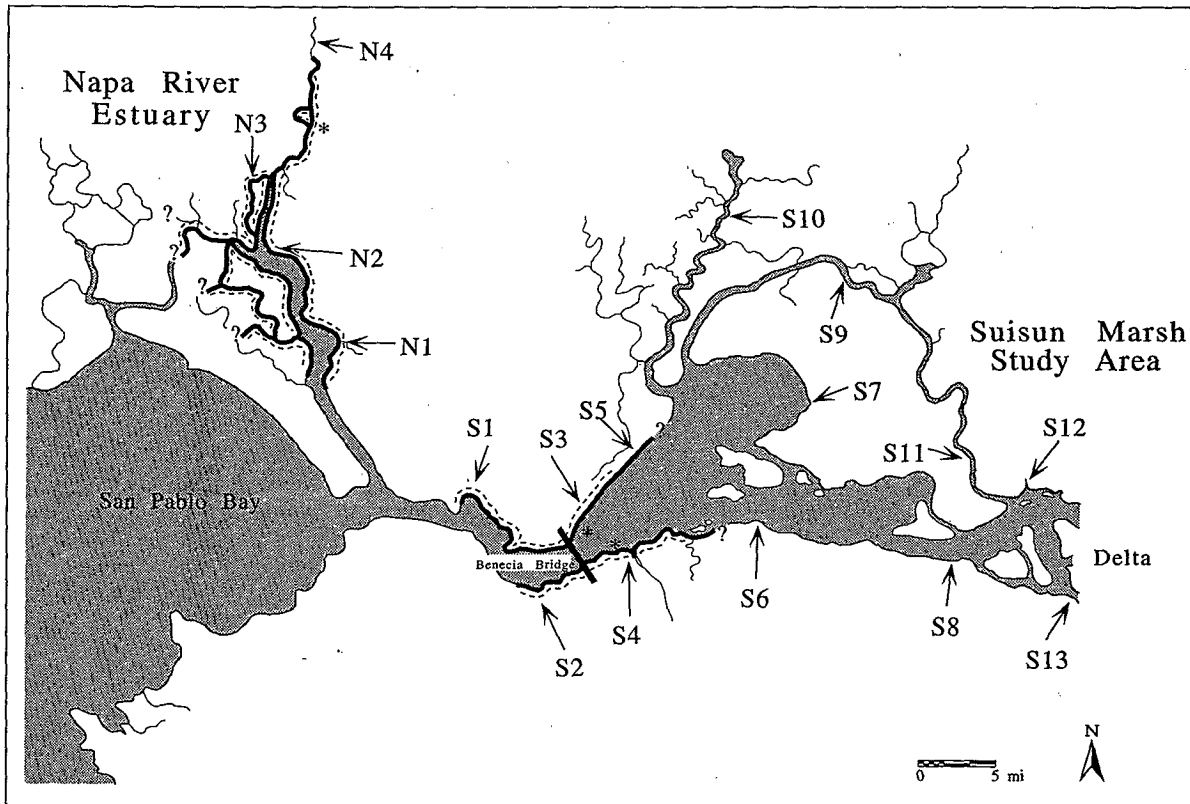 N4
Napa River
Estuary
N3
*
S10
?
N2
?
?
S9
?
N1
Suisun Marsh
Study Area
S7
S5
?
S1
S3
S12
S11
San Pablo Bay
*
*
?
Benecia Bridge
Delta
S6
S4
S8
S2
S13
N
0 5 mi